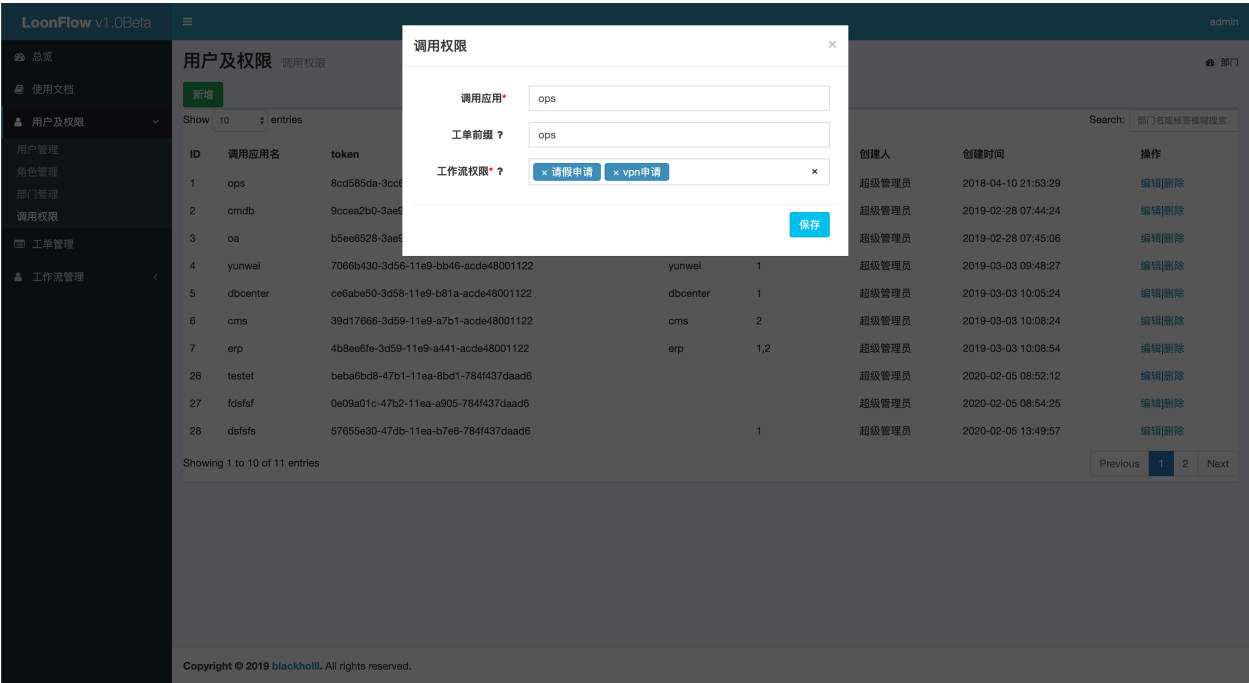 LoonFlow v1.0Beta
admin
总览
使用文档
用户及权限
用户管理
角色管理
部门管理
调用权限
工单管理
工作流管理
用户及权限 调用权限
部门
新增
Show 10 entries
Search: 部门名或标签模糊搜索
调用权限 ×
调用应用* ops
工单前缀 ? ops
工作流权限* ? × 请假申请 × vpn申请 ×
保存
ID 调用应用名 token 创建人 创建时间 操作
1 ops 8cd585da-3cc6 超级管理员 2018-04-10 21:53:29 编辑|删除
2 cmdb 9ccea2b0-3ae9 超级管理员 2019-02-28 07:44:24 编辑|删除
3 oa b5ee6528-3ae9 超级管理员 2019-02-28 07:45:06 编辑|删除
4 yunwei 7066b430-3d56-11e9-bb46-acde48001122 yunwei 1 超级管理员 2019-03-03 09:48:27 编辑|删除
5 dbcenter ce6abe50-3d58-11e9-b81a-acde48001122 dbcenter 1 超级管理员 2019-03-03 10:05:24 编辑|删除
6 cms 39d17666-3d59-11e9-a7b1-acde48001122 cms 2 超级管理员 2019-03-03 10:08:24 编辑|删除
7 erp 4b8ee6fe-3d59-11e9-a441-acde48001122 erp 1,2 超级管理员 2019-03-03 10:08:54 编辑|删除
26 testet beba6bd8-47b1-11ea-8bd1-784f437daad6 超级管理员 2020-02-05 08:52:12 编辑|删除
27 fdsfsf 0e09a01c-47b2-11ea-a905-784f437daad6 超级管理员 2020-02-05 08:54:25 编辑|删除
28 dsfsfs 57655e30-47db-11ea-b7e6-784f437daad6 1 超级管理员 2020-02-05 13:49:57 编辑|删除
Showing 1 to 10 of 11 entries
Previous 1 2 Next
Copyright © 2019 blackholll. All rights reserved.